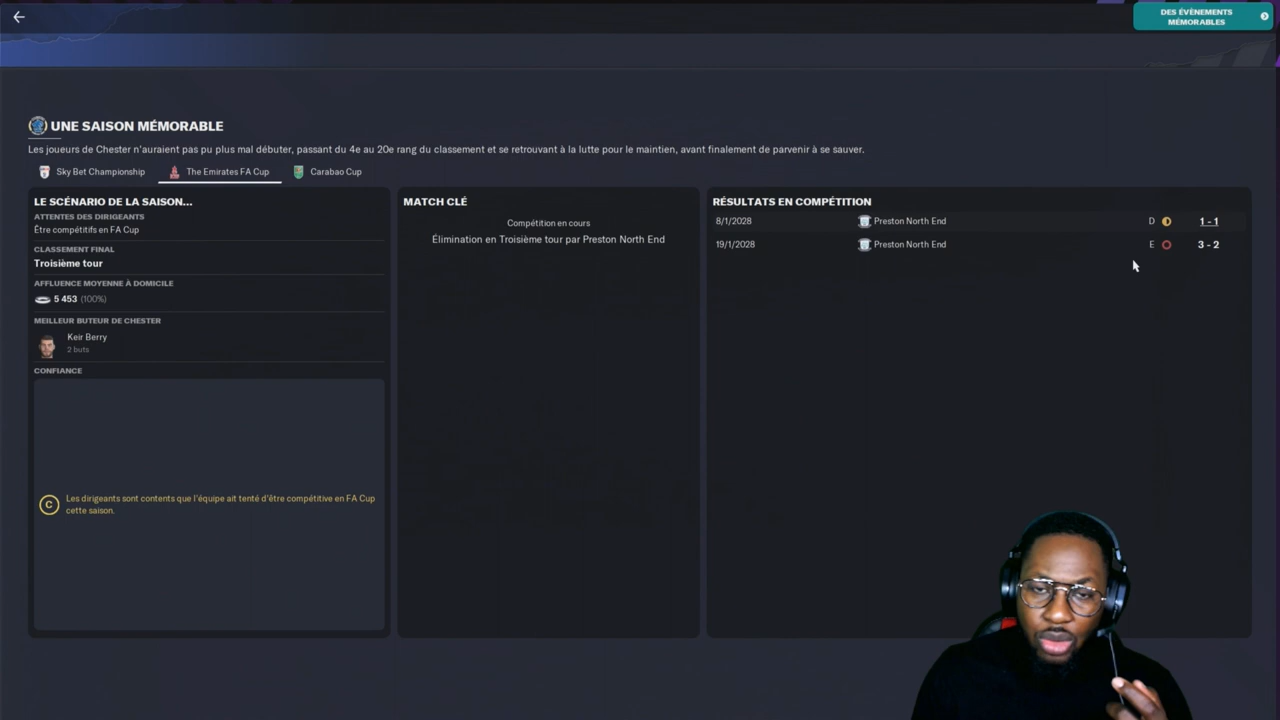 DES ÉVÈNEMENTS
MÉMORABLES
UNE SAISON MÉMORABLE
Les joueurs de Chester n'auraient pas pu plus mal débuter, passant du 4e au 20e rang du classement et se retrouvant à la lutte pour le maintien, avant finalement de parvenir à se sauver.
Sky Bet Championship
The Emirates FA Cup
Carabao Cup
LE SCÉNARIO DE LA SAISON...
ATTENTES DES DIRIGEANTS
Être compétitifs en FA Cup
CLASSEMENT FINAL
Troisième tour
AFFLUENCE MOYENNE À DOMICILE
5 453 (100%)
MEILLEUR BUTEUR DE CHESTER
Keir Berry
2 buts
CONFIANCE
C
Les dirigeants sont contents que l'équipe ait tenté d'être compétitive en FA Cup
cette saison.
MATCH CLÉ
Compétition en cours
Élimination en Troisième tour par Preston North End
RÉSULTATS EN COMPÉTITION
8/1/2028 Preston North End D 1 - 1
19/1/2028 Preston North End E 3 - 2